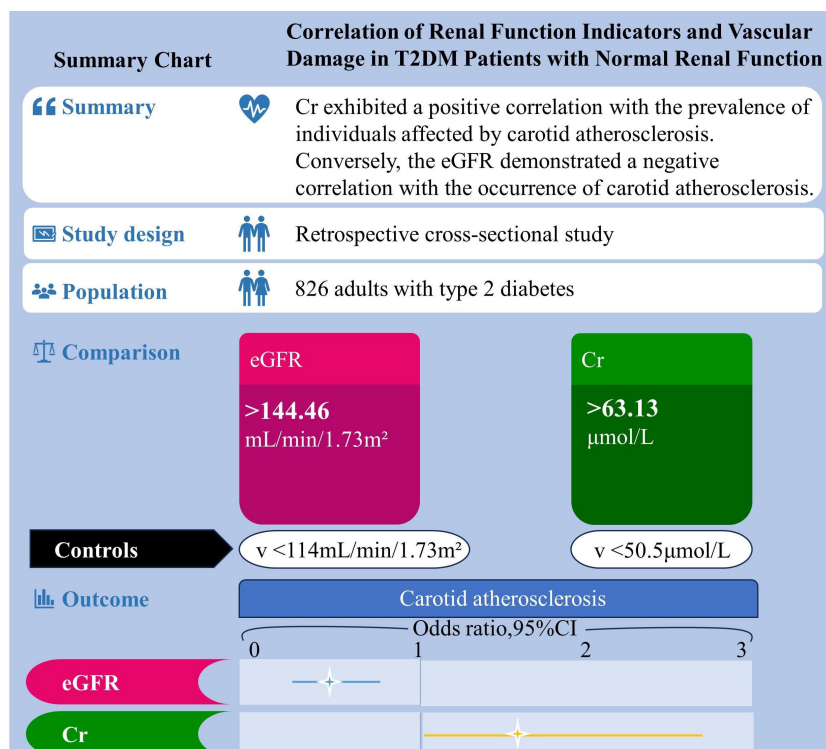 Summary Chart
Correlation of Renal Function Indicators and Vascular
Damage in T2DM Patients with Normal Renal Function
Summary
Cr exhibited a positive correlation with the prevalence of
individuals affected by carotid atherosclerosis.
Conversely, the eGFR demonstrated a negative
correlation with the occurrence of carotid atherosclerosis.
Study design
Retrospective cross-sectional study
Population
826 adults with type 2 diabetes
Comparison
eGFR
>144.46
mL/min/1.73m²
Cr
>63.13
μmol/L
Controls
v <114mL/min/1.73m²
v <50.5μmol/L
Outcome
Carotid atherosclerosis
Odds ratio,95%CI
0 1 2 3
eGFR
Cr